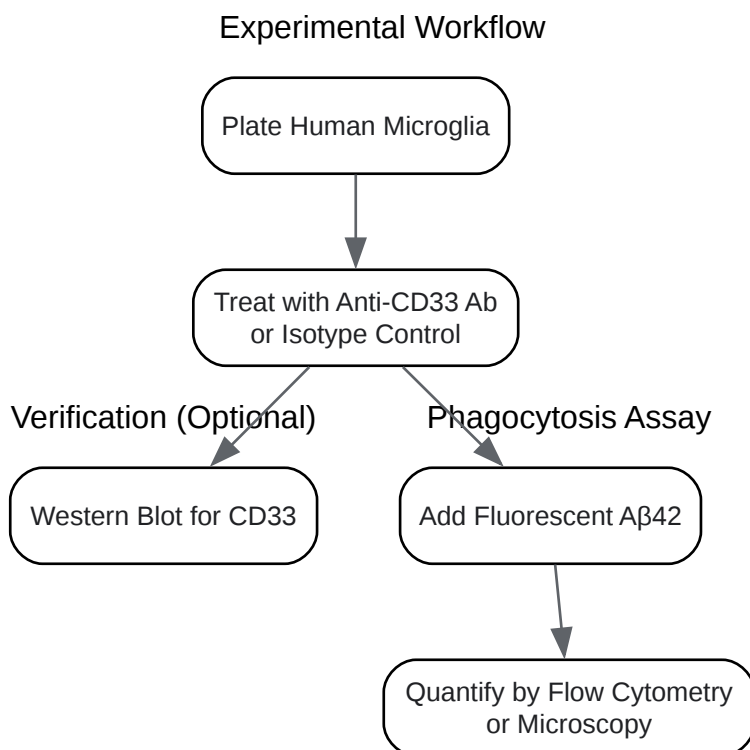 Experimental Workflow
Plate Human Microglia
Treat with Anti-CD33 Ab
or Isotype Control
Verification (Optional)
Phagocytosis Assay
Western Blot for CD33
Add Fluorescent Aβ42
Quantify by Flow Cytometry
or Microscopy